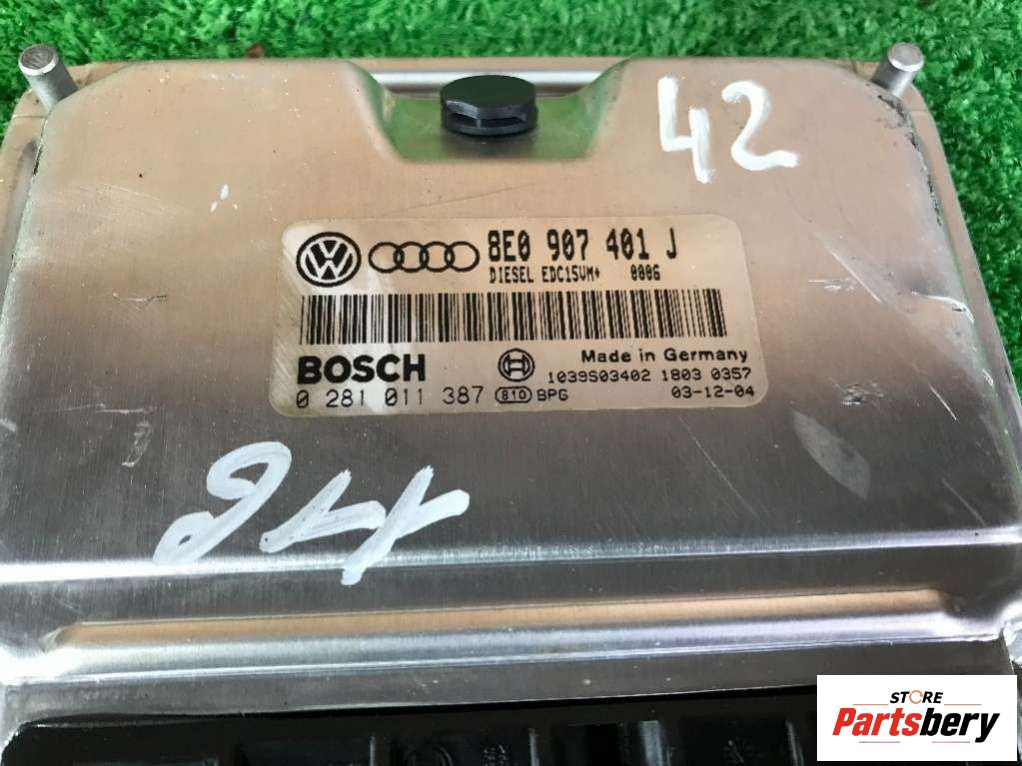 42
8E0 907 401 J
DIESEL EDC15VM+ 0006
BOSCH
Made in Germany
1039S03402 1803 0357
0 281 011 387 810 BPG 03-12-04
STORE
Partsbery